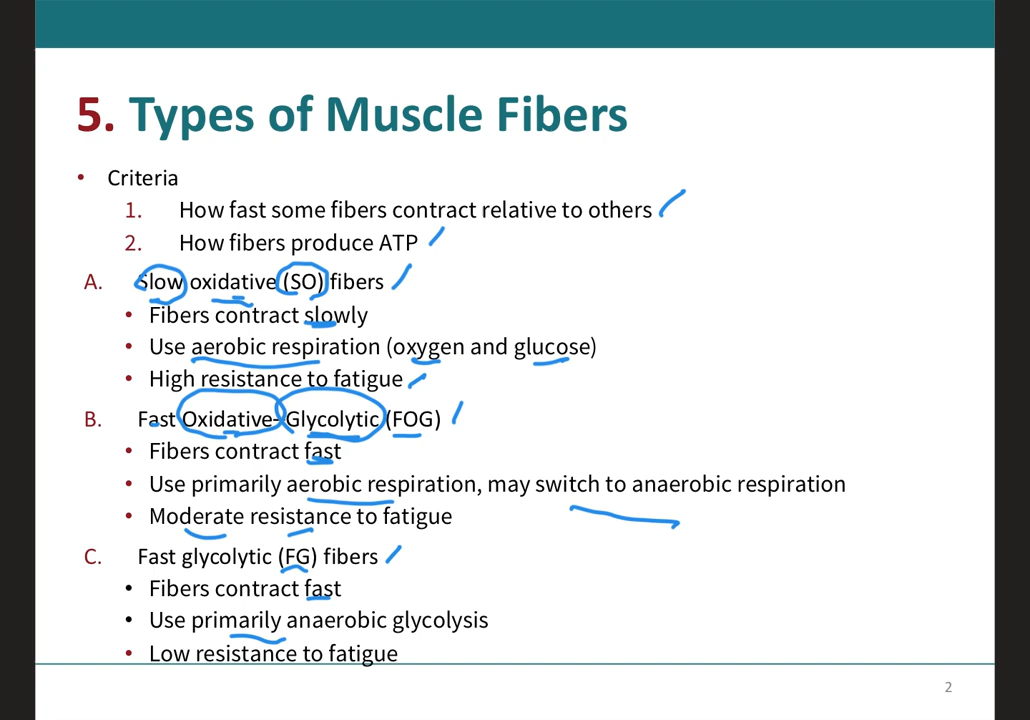 5. Types of Muscle Fibers
• Criteria
1. How fast some fibers contract relative to others
2. How fibers produce ATP
A. Slow oxidative (SO) fibers
• Fibers contract slowly
• Use aerobic respiration (oxygen and glucose)
• High resistance to fatigue
B. Fast Oxidative-Glycolytic (FOG)
• Fibers contract fast
• Use primarily aerobic respiration, may switch to anaerobic respiration
• Moderate resistance to fatigue
C. Fast glycolytic (FG) fibers
• Fibers contract fast
• Use primarily anaerobic glycolysis
• Low resistance to fatigue
2